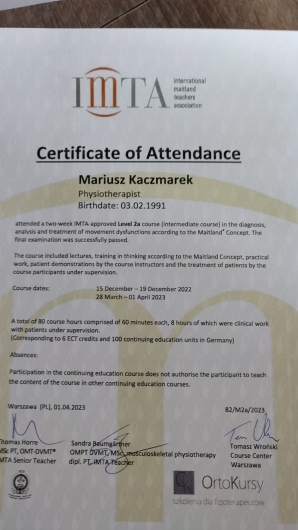 IMTA
international
maitland
teachers
association
Certificate of Attendance
Mariusz Kaczmarek
Physiotherapist
Birthdate: 03.02.1991
attended a two-week IMTA-approved Level 2a course (intermediate course) in the diagnosis,
analysis and treatment of movement dysfunctions according to the Maitland® Concept. The
final examination was successfully passed.
The course included lectures, training in thinking according to the Maitland Concept, practical
work, patient demonstrations by the course instructors and the treatment of patients by the
course participants under supervision.
Course dates: 15 December – 19 December 2022
28 March – 01 April 2023
A total of 80 course hours comprised of 60 minutes each, 8 hours of which were clinical work
with patients under supervision.
(Corresponding to 6 ECT credits and 100 continuing education units in Germany)
Absences:
Participation in the continuing education course does not authorise the participant to teach
the content of the course in other continuing education courses.
Warszawa (PL), 01.04.2023 82/M2a/2023
Thomas Horre Sandra Baumgärtner Tomasz Wroński
MSc PT, OMT-DVMT® OMPT DVMT, MSc. musculoskeletal physiotherapy Course Center
IMTA Senior Teacher dipl. PT, IMTA Teacher Warszawa
OrtoKursy
szkolenia dla fizjoterapeutów